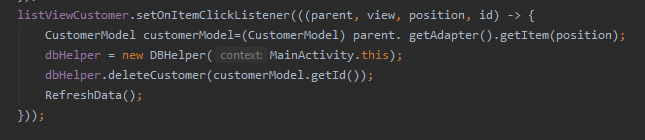 listViewCustomer.setOnItemClickListener(((parent, view, position, id) -> {
CustomerModel customerModel=(CustomerModel) parent. getAdapter().getItem(position);
dbHelper = new DBHelper( context: MainActivity.this);
dbHelper.deleteCustomer(customerModel.getId());
RefreshData();
}));